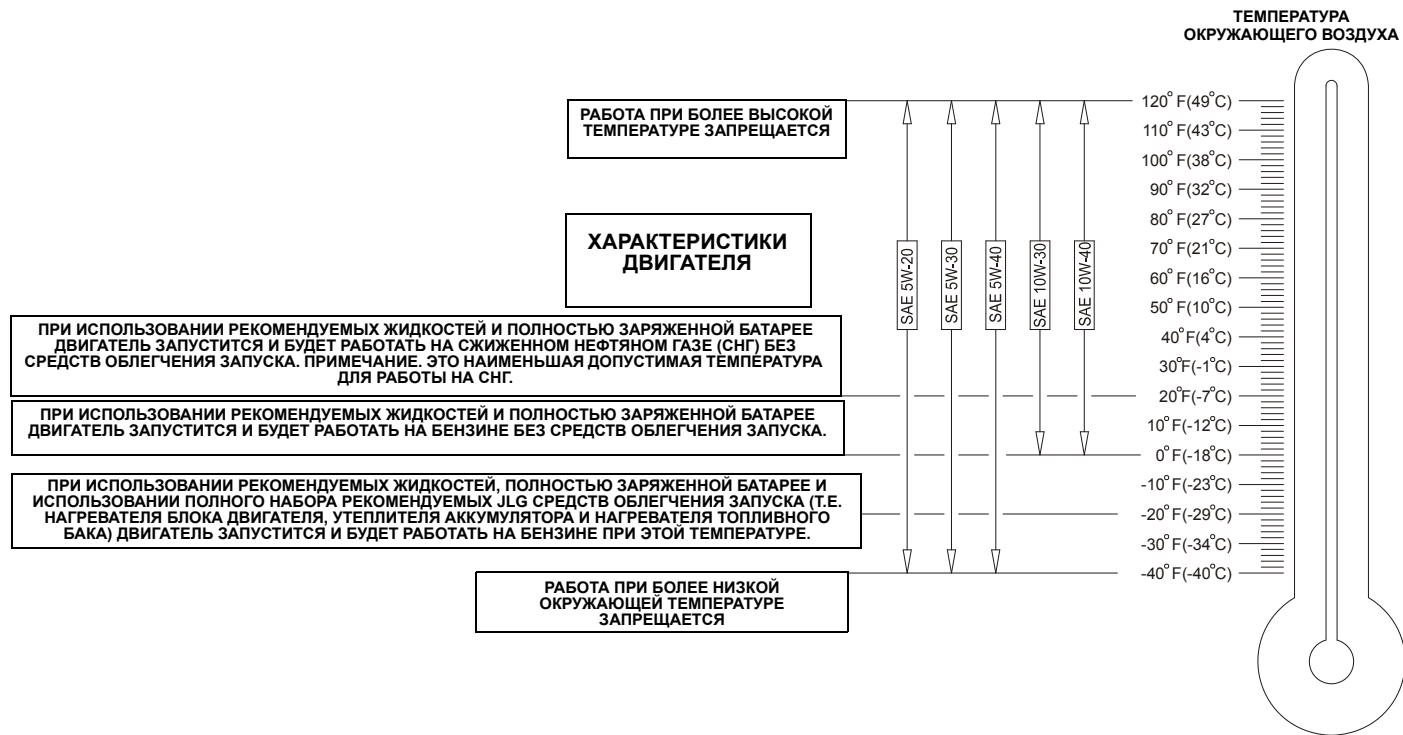 ТЕМПЕРАТУРА
ОКРУЖАЮЩЕГО ВОЗДУХА
РАБОТА ПРИ БОЛЕЕ ВЫСОКОЙ
ТЕМПЕРАТУРЕ ЗАПРЕЩАЕТСЯ
ХАРАКТЕРИСТИКИ
ДВИГАТЕЛЯ
ПРИ ИСПОЛЬЗОВАНИИ РЕКОМЕНДУЕМЫХ ЖИДКОСТЕЙ И ПОЛНОСТЬЮ ЗАРЯЖЕННОЙ БАТАРЕЕ
ДВИГАТЕЛЬ ЗАПУСТИТСЯ И БУДЕТ РАБОТАТЬ НА СЖИЖЕННОМ НЕФТЯНОМ ГАЗЕ (СНГ) БЕЗ
СРЕДСТВ ОБЛЕГЧЕНИЯ ЗАПУСКА. ПРИМЕЧАНИЕ. ЭТО НАИМЕНЬШАЯ ДОПУСТИМАЯ ТЕМПЕРАТУРА
ДЛЯ РАБОТЫ НА СНГ.
ПРИ ИСПОЛЬЗОВАНИИ РЕКОМЕНДУЕМЫХ ЖИДКОСТЕЙ И ПОЛНОСТЬЮ ЗАРЯЖЕННОЙ БАТАРЕЕ
ДВИГАТЕЛЬ ЗАПУСТИТСЯ И БУДЕТ РАБОТАТЬ НА БЕНЗИНЕ БЕЗ СРЕДСТВ ОБЛЕГЧЕНИЯ ЗАПУСКА.
ПРИ ИСПОЛЬЗОВАНИИ РЕКОМЕНДУЕМЫХ ЖИДКОСТЕЙ, ПОЛНОСТЬЮ ЗАРЯЖЕННОЙ БАТАРЕЕ И
ИСПОЛЬЗОВАНИИ ПОЛНОГО НАБОРА РЕКОМЕНДУЕМЫХ JLG СРЕДСТВ ОБЛЕГЧЕНИЯ ЗАПУСКА (Т.Е.
НАГРЕВАТЕЛЯ БЛОКА ДВИГАТЕЛЯ, УТЕПЛИТЕЛЯ АККУМУЛЯТОРА И НАГРЕВАТЕЛЯ ТОПЛИВНОГО
БАКА) ДВИГАТЕЛЬ ЗАПУСТИТСЯ И БУДЕТ РАБОТАТЬ НА БЕНЗИНЕ ПРИ ЭТОЙ ТЕМПЕРАТУРЕ.
РАБОТА ПРИ БОЛЕЕ НИЗКОЙ
ОКРУЖАЮЩЕЙ ТЕМПЕРАТУРЕ
ЗАПРЕЩАЕТСЯ
SAE 5W-20
SAE 5W-30
SAE 5W-40
SAE 10W-30
SAE 10W-40
120° F(49°C)
110° F(43°C)
100° F(38°C)
90° F(32°C)
80° F(27°C)
70° F(21°C)
60° F(16°C)
50° F(10°C)
40° F(4°C)
30°F(-1°C)
20°F(-7°C)
10°F(-12°C)
0° F(-18°C)
-10° F(-23°C)
-20° F(-29°C)
-30° F(-34°C)
-40° F(-40°C)